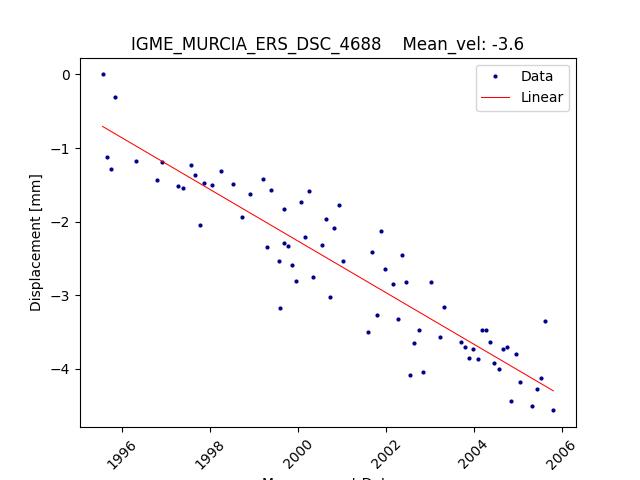 IGME_MURCIA_ERS_DSC_4688    Mean_vel: -3.6
Data
Linear
Displacement [mm]
0
−1
−2
−3
−4
1996
1998
2000
2002
2004
2006